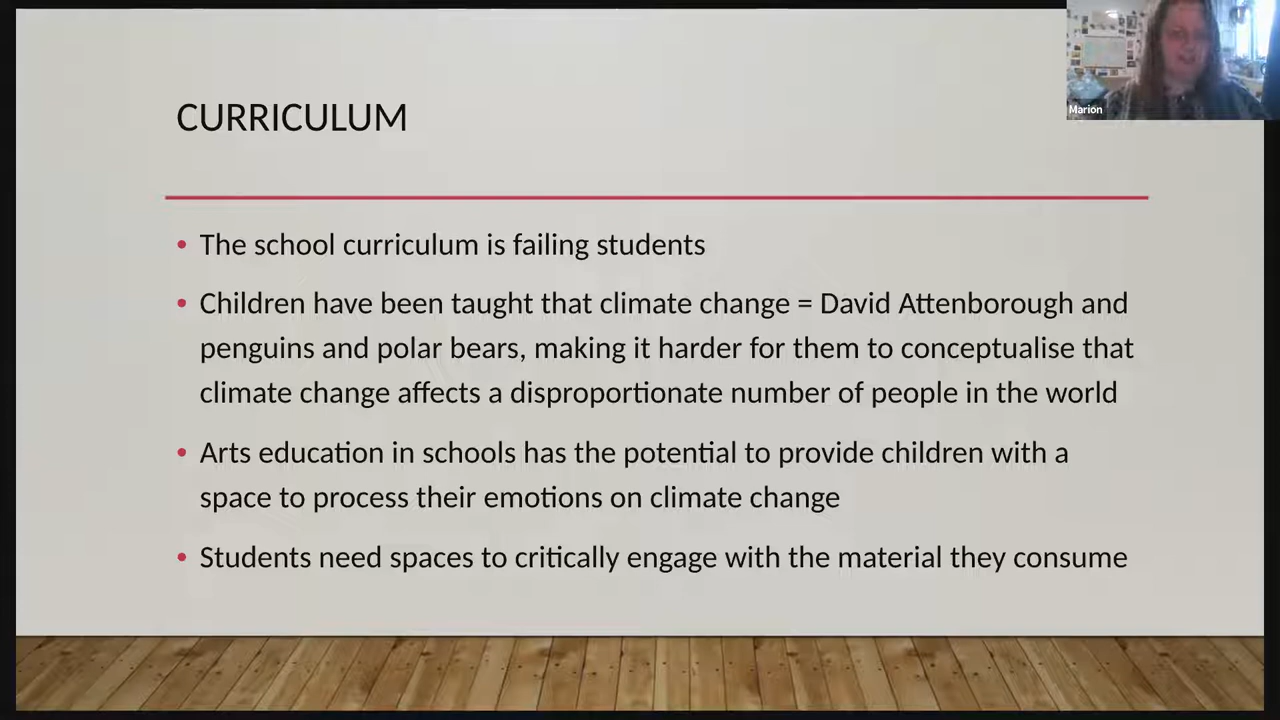 Marion
CURRICULUM
• The school curriculum is failing students
• Children have been taught that climate change = David Attenborough and
penguins and polar bears, making it harder for them to conceptualise that
climate change affects a disproportionate number of people in the world
• Arts education in schools has the potential to provide children with a
space to process their emotions on climate change
• Students need spaces to critically engage with the material they consume